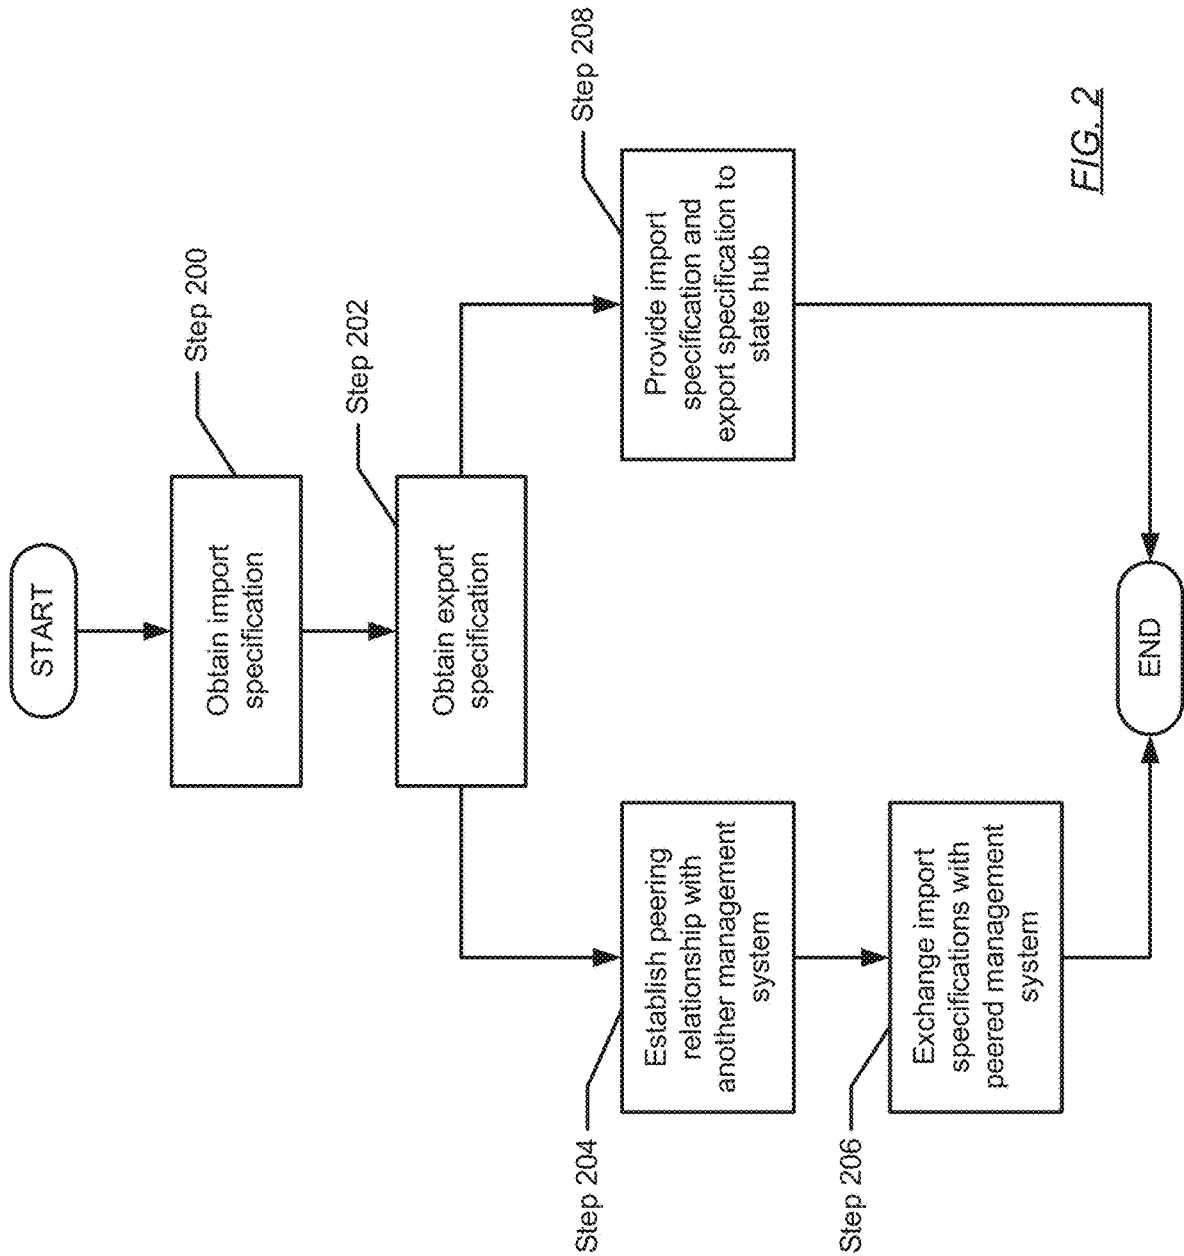 START
Step 200
Obtain import
specification
Step 202
Obtain export
specification
Step 204
Establish peering
relationship with
another management
system
Step 208
Provide import
specification and
export specification to
state hub
Step 206
Exchange import
specifications with
peered management
system
END
FIG. 2